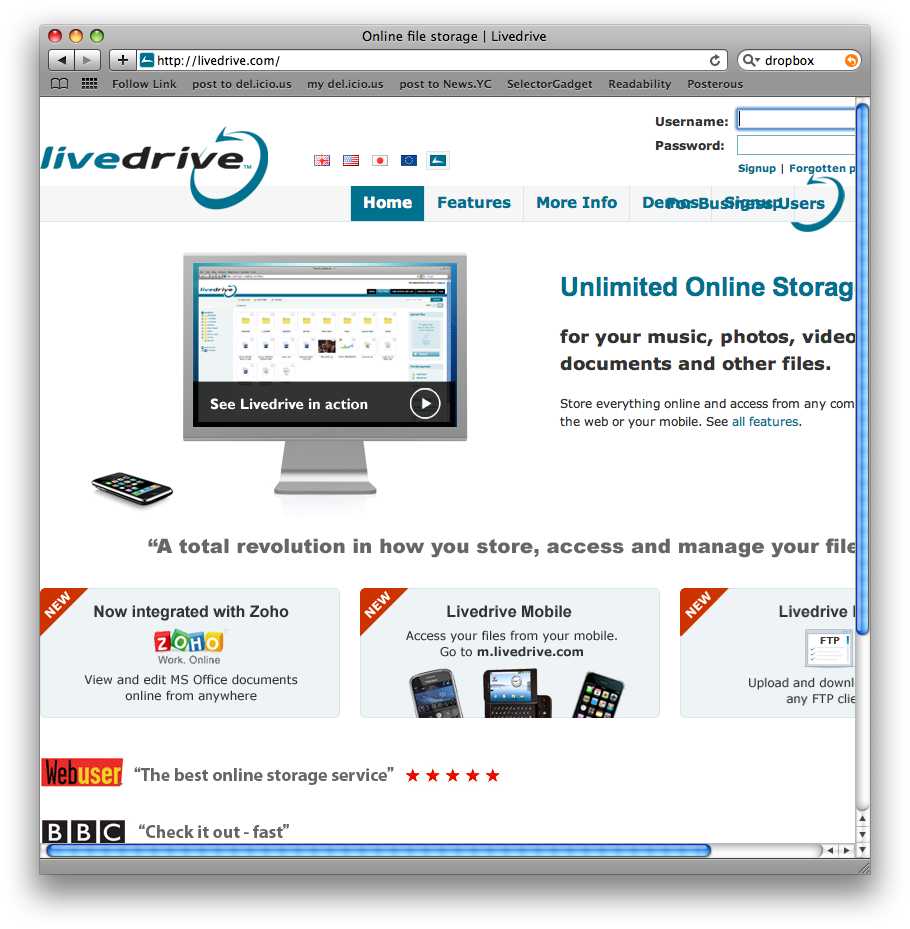 Online file storage | Livedrive
http://livedrive.com/
dropbox
Follow Link post to del.icio.us my del.icio.us post to News.YC SelectorGadget Readability Posterous
Username:
Password:
Signup | Forgotten p
livedrive™
Home Features More Info Demos Signup For Business Users
Unlimited Online Storag
for your music, photos, video
documents and other files.
Store everything online and access from any com
the web or your mobile. See all features.
livedrive
See Livedrive in action
“A total revolution in how you store, access and manage your file
NEW
Now integrated with Zoho
ZOHO
Work. Online
View and edit MS Office documents
online from anywhere
NEW
Livedrive Mobile
Access your files from your mobile.
Go to m.livedrive.com
NEW
Livedrive
FTP
Upload and downl
any FTP clie
Webuser “The best online storage service” ★ ★ ★ ★ ★
BBC “Check it out - fast”